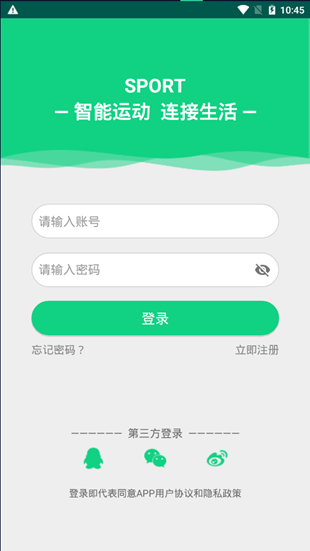 10:45
SPORT
— 智能运动 连接生活 —
请输入账号
请输入密码
登录
忘记密码？
立即注册
—————— 第三方登录 ——————
登录即代表同意APP用户协议和隐私政策